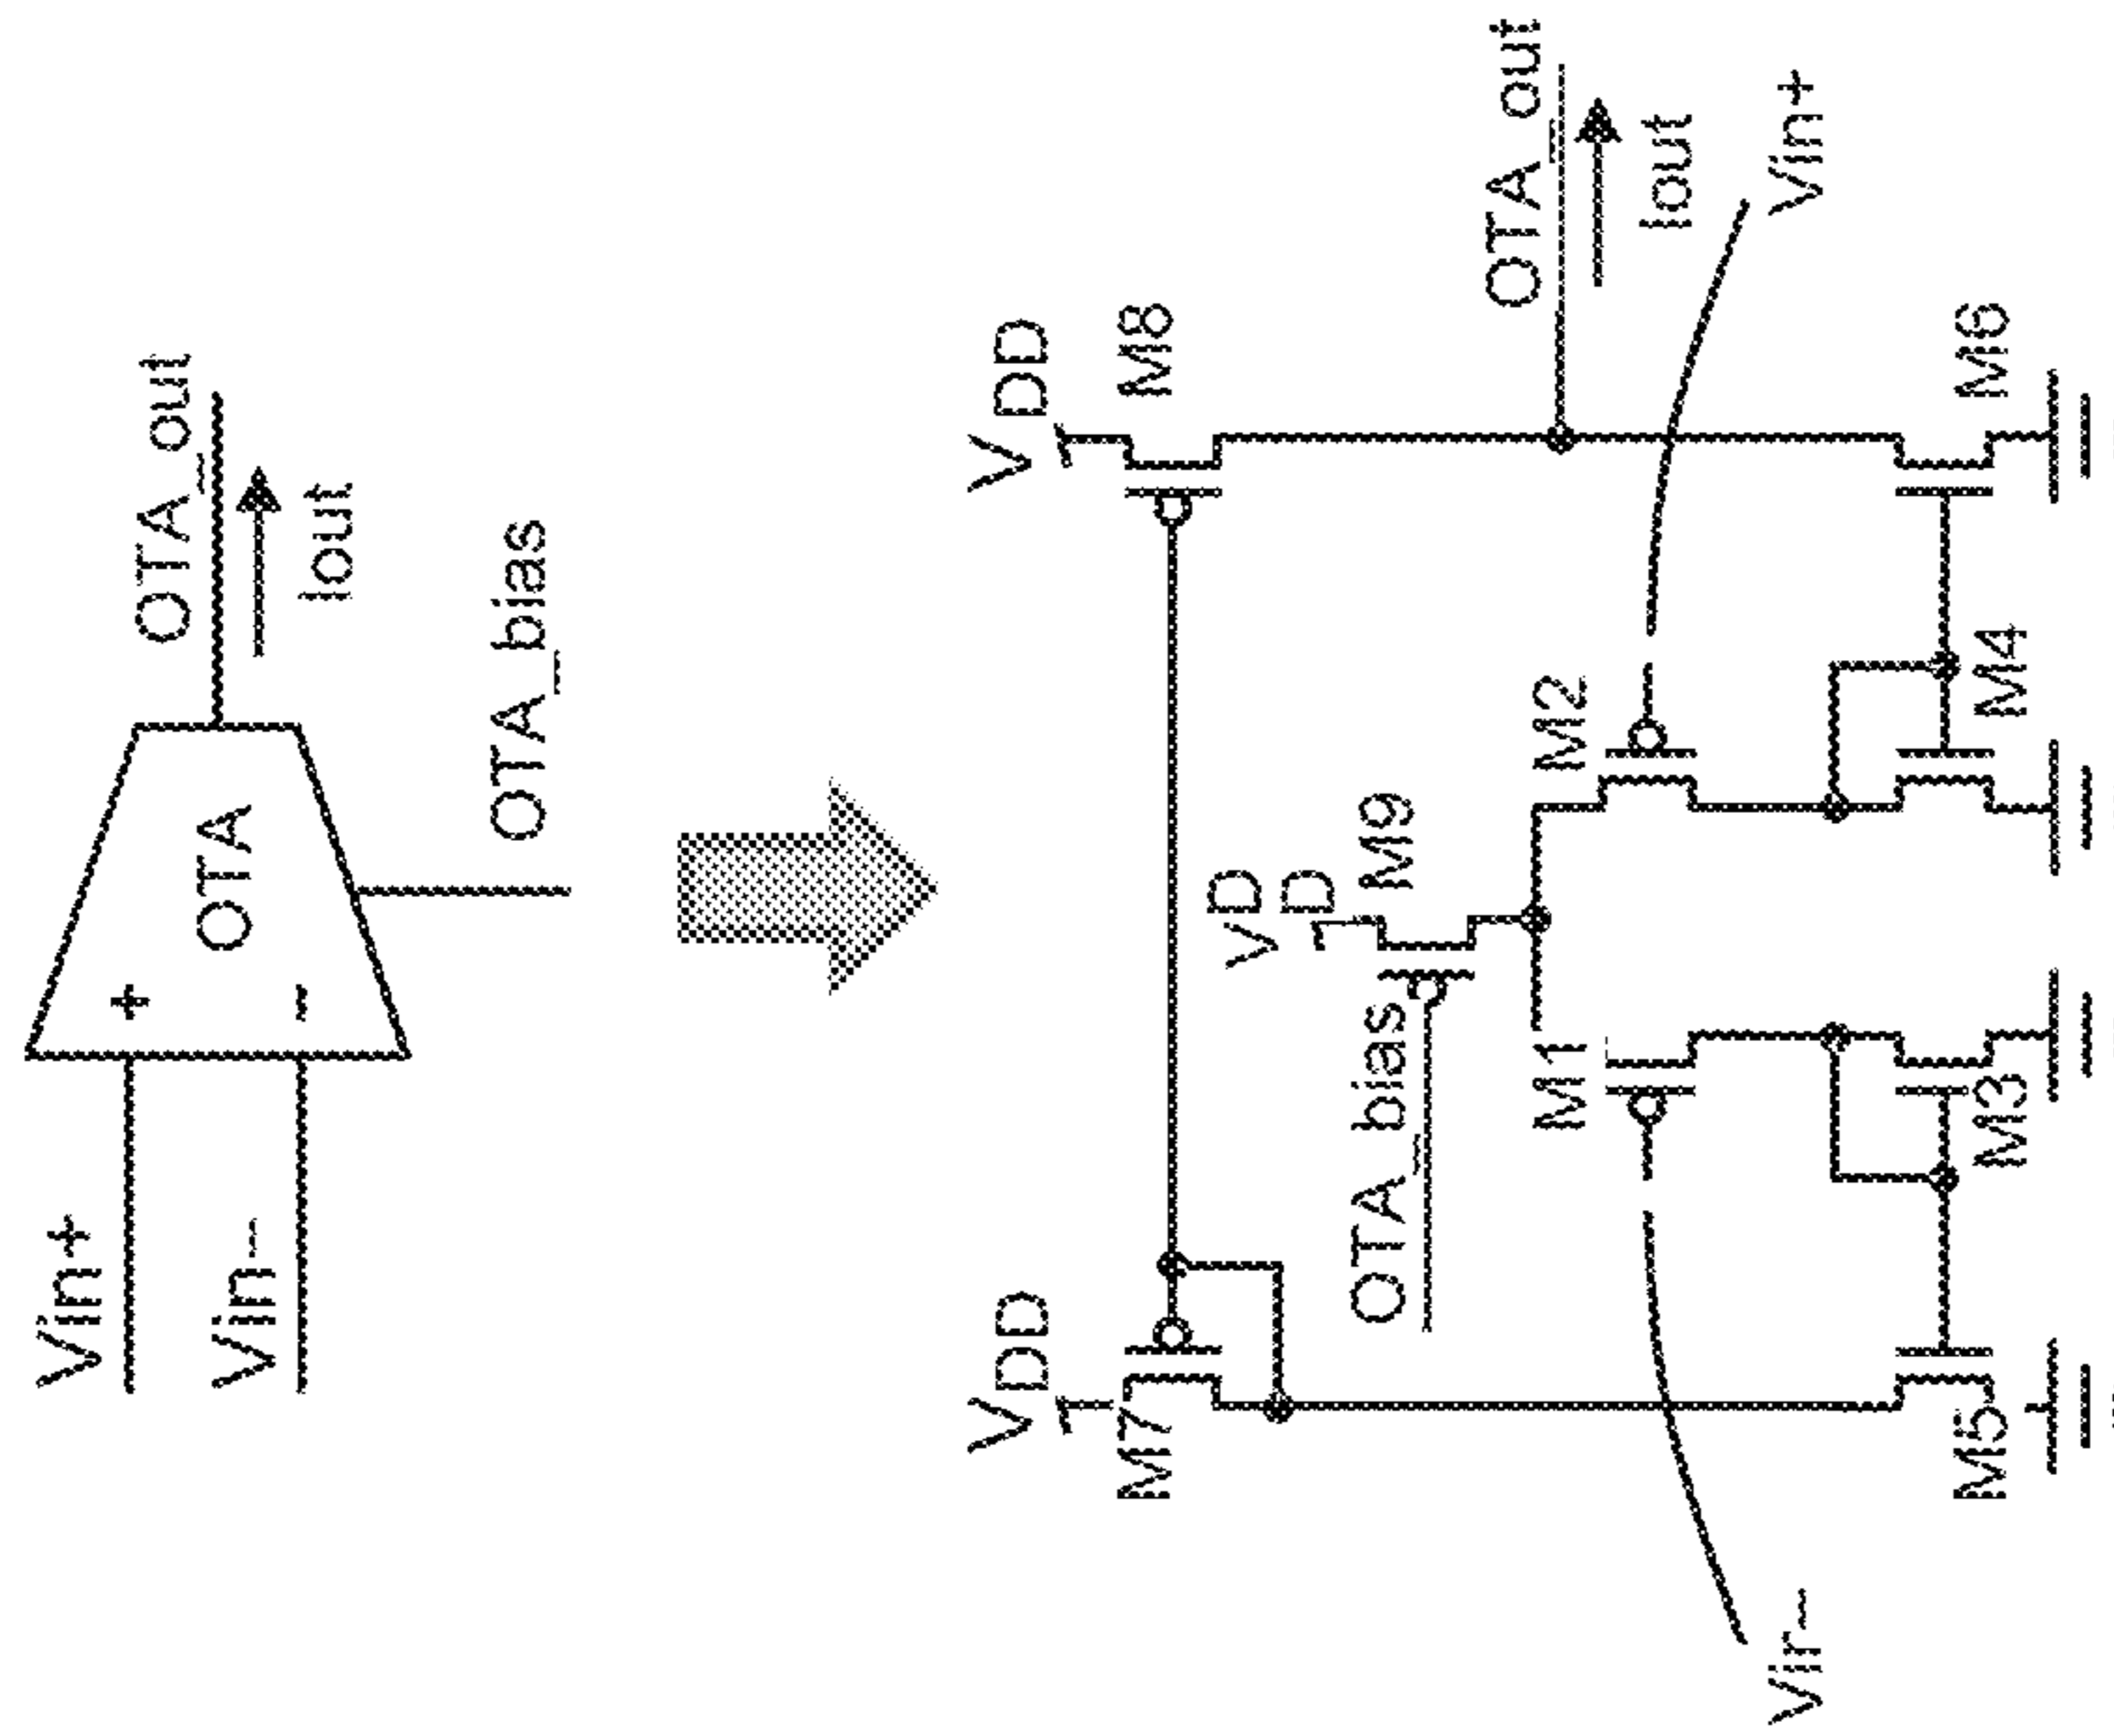 Vin+
Vin−
+
−
OTA
OTA_out
Iout
OTA_bias
VDD
VDD
M7
M8
VD
D
M9
OTA_bias
OTA_out
Iout
M1
M2
Vir−
Vin+
M5
M3
M4
M6